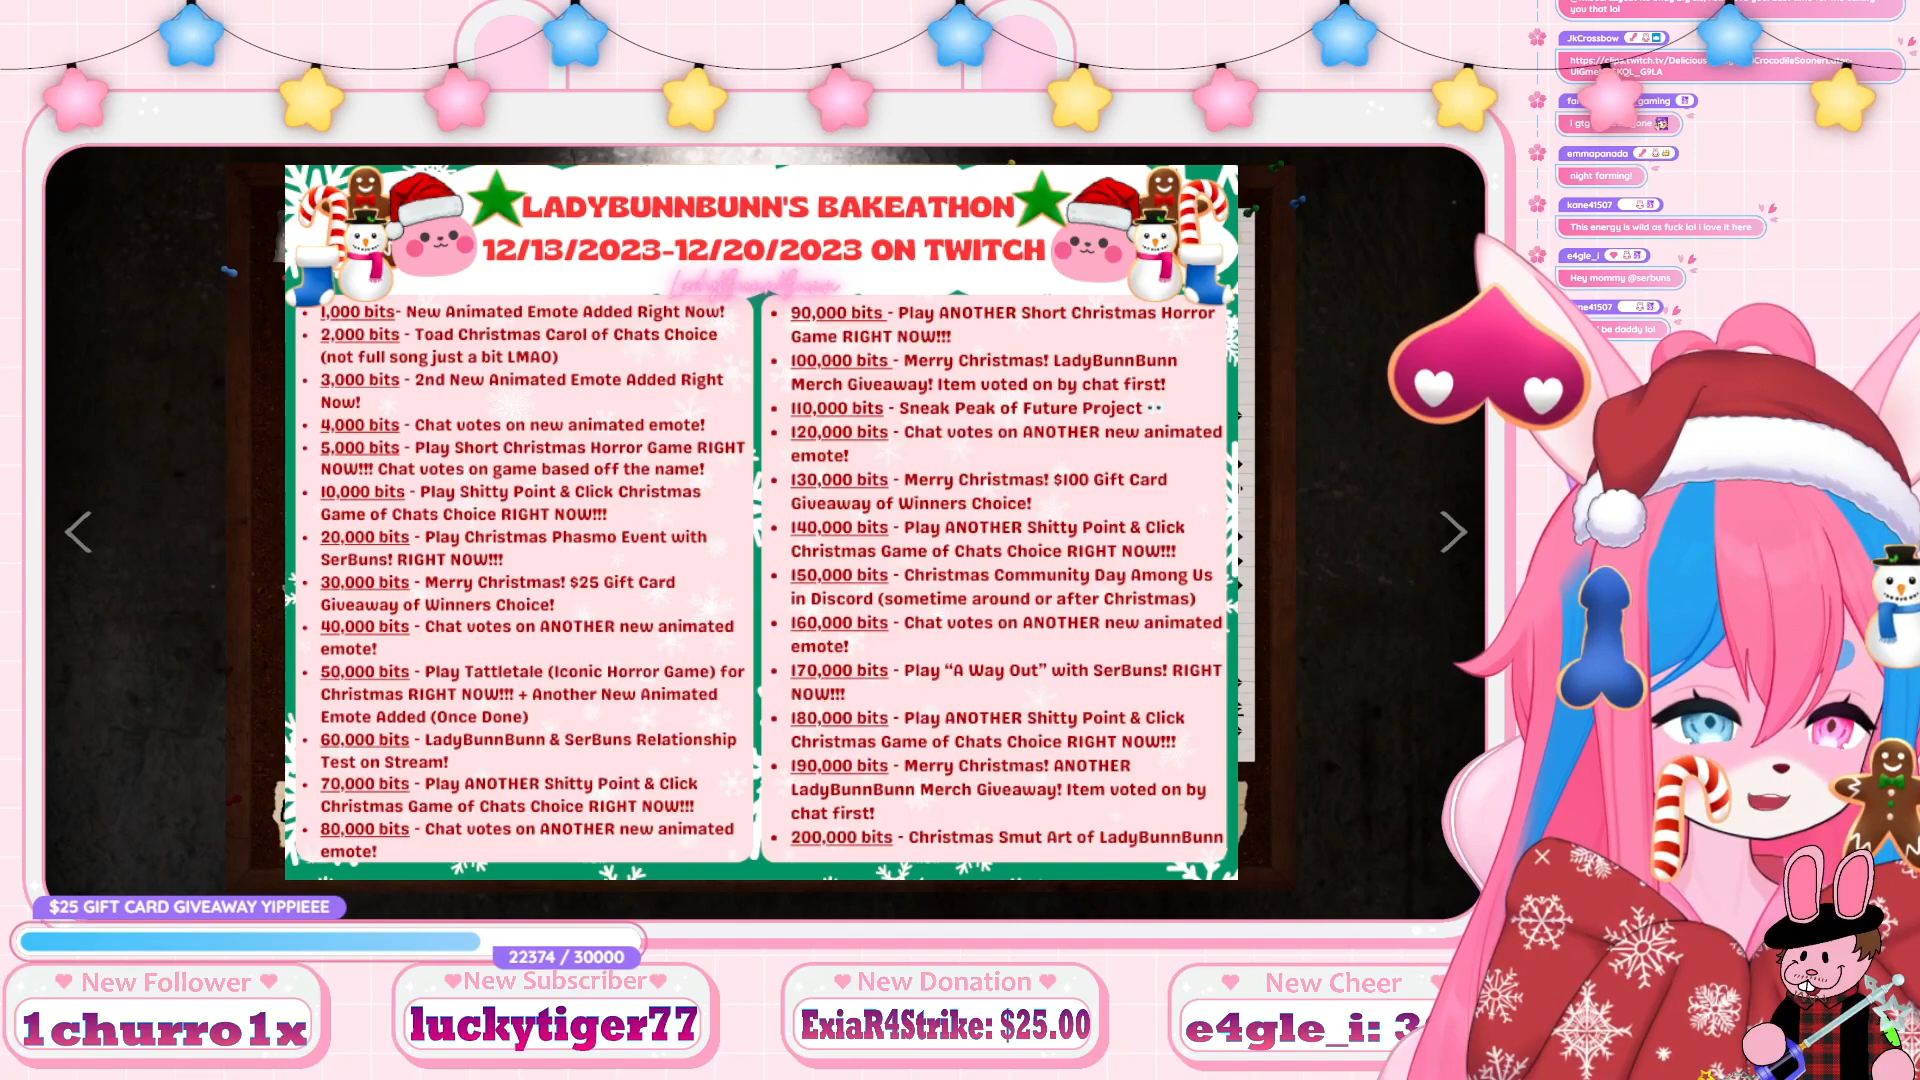 you that lol
JkCrossbow
https://clips.twitch.tv/Delicious
gaming
i gtg
emmapanada
night farming!
kane41507
This energy is wild as fuck lol i love it here
e4gle_i
Hey mommy @serbuns
be daddy lol
LADYBUNNBUNN'S BAKEATHON
12/13/2023-12/20/2023 ON TWITCH
LadyBunnBunn
• 1,000 bits- New Animated Emote Added Right Now!
• 2,000 bits - Toad Christmas Carol of Chats Choice
(not full song just a bit LMAO)
• 3,000 bits - 2nd New Animated Emote Added Right
Now!
• 4,000 bits - Chat votes on new animated emote!
• 5,000 bits - Play Short Christmas Horror Game RIGHT
NOW!!! Chat votes on game based off the name!
• 10,000 bits - Play Shitty Point & Click Christmas
Game of Chats Choice RIGHT NOW!!!
• 20,000 bits - Play Christmas Phasmo Event with
SerBuns! RIGHT NOW!!!
• 30,000 bits - Merry Christmas! $25 Gift Card
Giveaway of Winners Choice!
• 40,000 bits - Chat votes on ANOTHER new animated
emote!
• 50,000 bits - Play Tattletale (Iconic Horror Game) for
Christmas RIGHT NOW!!! + Another New Animated
Emote Added (Once Done)
• 60,000 bits - LadyBunnBunn & SerBuns Relationship
Test on Stream!
• 70,000 bits - Play ANOTHER Shitty Point & Click
Christmas Game of Chats Choice RIGHT NOW!!!
• 80,000 bits - Chat votes on ANOTHER new animated
emote!
• 90,000 bits - Play ANOTHER Short Christmas Horror
Game RIGHT NOW!!!
• 100,000 bits - Merry Christmas! LadyBunnBunn
Merch Giveaway! Item voted on by chat first!
• 110,000 bits - Sneak Peak of Future Project 👀
• 120,000 bits - Chat votes on ANOTHER new animated
emote!
• 130,000 bits - Merry Christmas! $100 Gift Card
Giveaway of Winners Choice!
• 140,000 bits - Play ANOTHER Shitty Point & Click
Christmas Game of Chats Choice RIGHT NOW!!!
• 150,000 bits - Christmas Community Day Among Us
in Discord (sometime around or after Christmas)
• 160,000 bits - Chat votes on ANOTHER new animated
emote!
• 170,000 bits - Play “A Way Out” with SerBuns! RIGHT
NOW!!!
• 180,000 bits - Play ANOTHER Shitty Point & Click
Christmas Game of Chats Choice RIGHT NOW!!!
• 190,000 bits - Merry Christmas! ANOTHER
LadyBunnBunn Merch Giveaway! Item voted on by
chat first!
• 200,000 bits - Christmas Smut Art of LadyBunnBunn
$25 GIFT CARD GIVEAWAY YIPPIEEE
22374 / 30000
New Follower
1churro1x
New Subscriber
luckytiger77
New Donation
ExiaR4Strike: $25.00
New Cheer
e4gle_i: 3